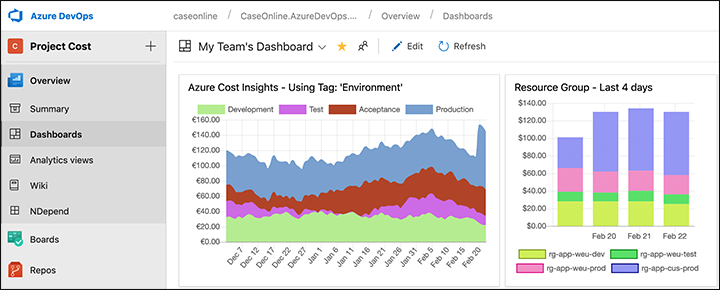 Azure DevOps
caseonline / CaseOnline.AzureDevOps.... / Overview / Dashboards
C Project Cost +
My Team's Dashboard
Edit
Refresh
Overview
Summary
Dashboards
Analytics views
Wiki
NDepend
Boards
Repos
Azure Cost Insights - Using Tag: 'Environment'
Development Test Acceptance Production
€160.00
€140.00
€120.00
€100.00
€80.00
€60.00
€40.00
€20.00
€0.00
Dec 7 Dec 12 Dec 17 Dec 22 Dec 27 Jan 1 Jan 6 Jan 11 Jan 16 Jan 21 Jan 26 Jan 31 Feb 5 Feb 10 Feb 15 Feb 20
Resource Group - Last 4 days
$160.00
$140.00
$120.00
$100.00
$80.00
$60.00
$40.00
$20.00
$0.00
Feb 20 Feb 21 Feb 22
rg-app-weu-dev rg-app-weu-test
rg-app-weu-prod rg-app-cus-prod